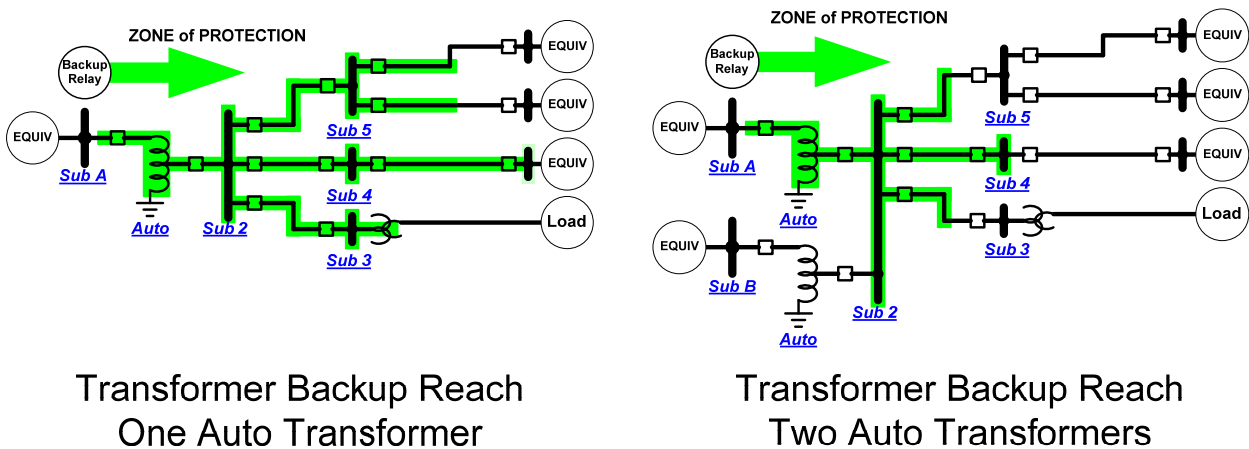 ZONE of PROTECTION
Backup
Relay
EQUIV
EQUIV
Sub 5
EQUIV
Sub A
EQUIV
Sub 4
Auto
Sub 2
Load
Sub 3
Transformer Backup Reach
One Auto Transformer
ZONE of PROTECTION
Backup
Relay
EQUIV
EQUIV
Sub 5
EQUIV
Sub A
EQUIV
Sub 4
Auto
Load
Sub 3
EQUIV
Sub B
Sub 2
Auto
Transformer Backup Reach
Two Auto Transformers